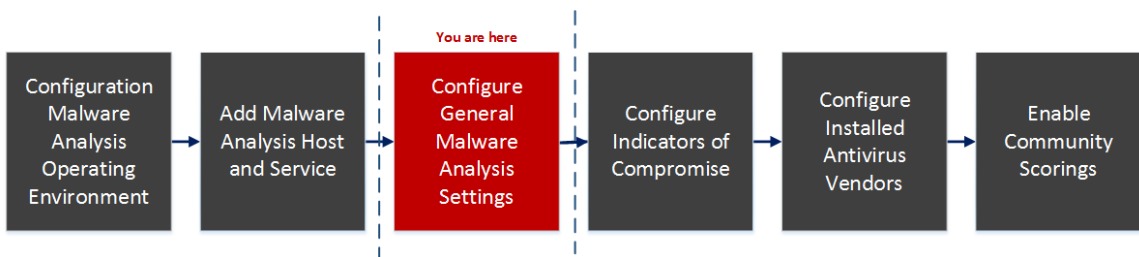 You are here
Configuration
Malware
Analysis
Operating
Environment
Add Malware
Analysis Host
and Service
Configure
General
Malware
Analysis
Settings
Configure
Indicators of
Compromise
Configure
Installed
Antivirus
Vendors
Enable
Community
Scorings